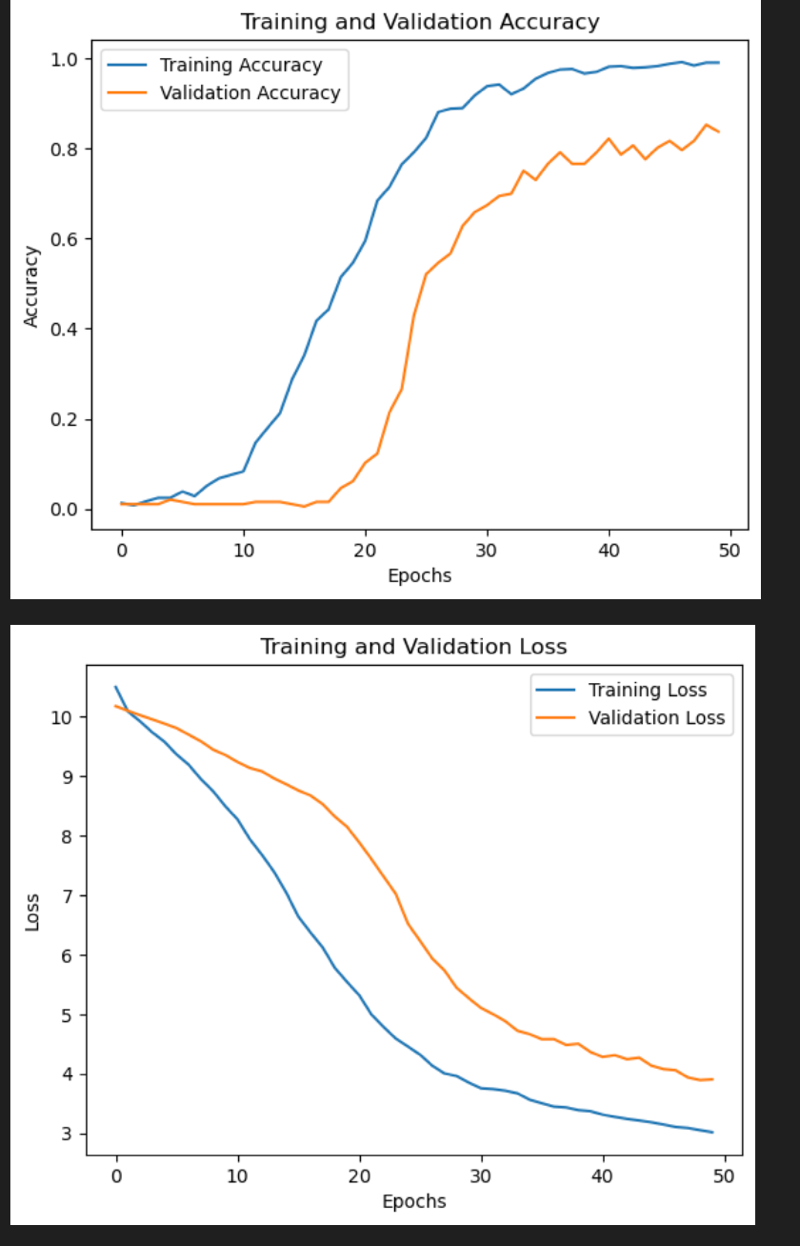 Training and Validation Accuracy
1.0
Training Accuracy
Validation Accuracy
0.8
0.6
Accuracy
0.4
0.2
0.0
0 10 20 30 40 50
Epochs
Training and Validation Loss
Training Loss
10
Validation Loss
9
8
7
Loss
6
5
4
3
0 10 20 30 40 50
Epochs